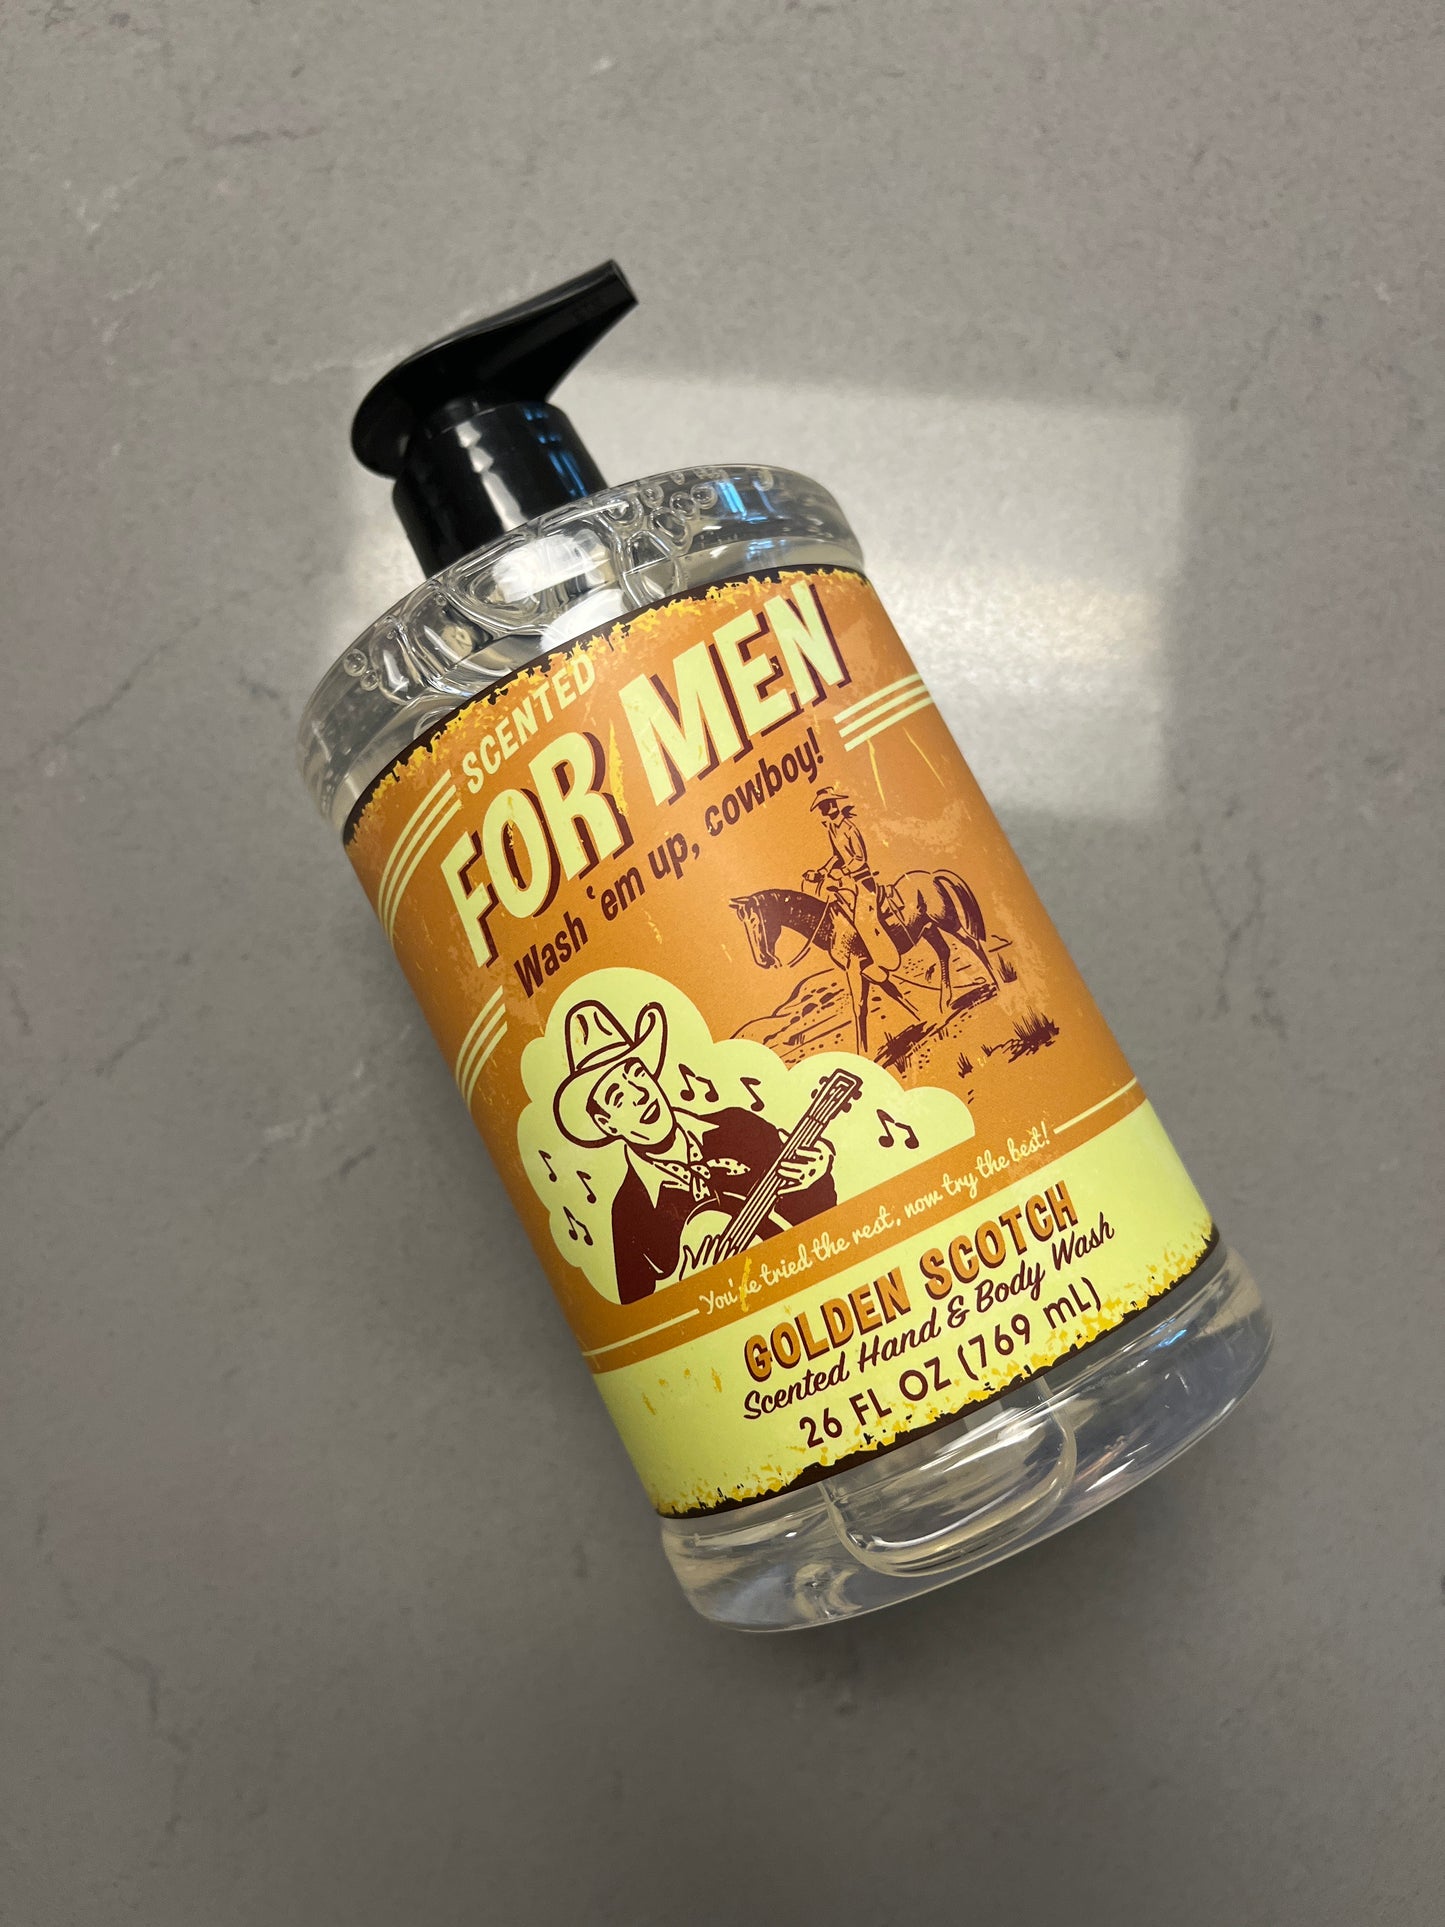 SCENTED
FOR MEN
Wash 'em up, cowboy!
You've tried the rest, now try the best!
GOLDEN SCOTCH
Scented Hand & Body Wash
26 FL OZ (769 mL)